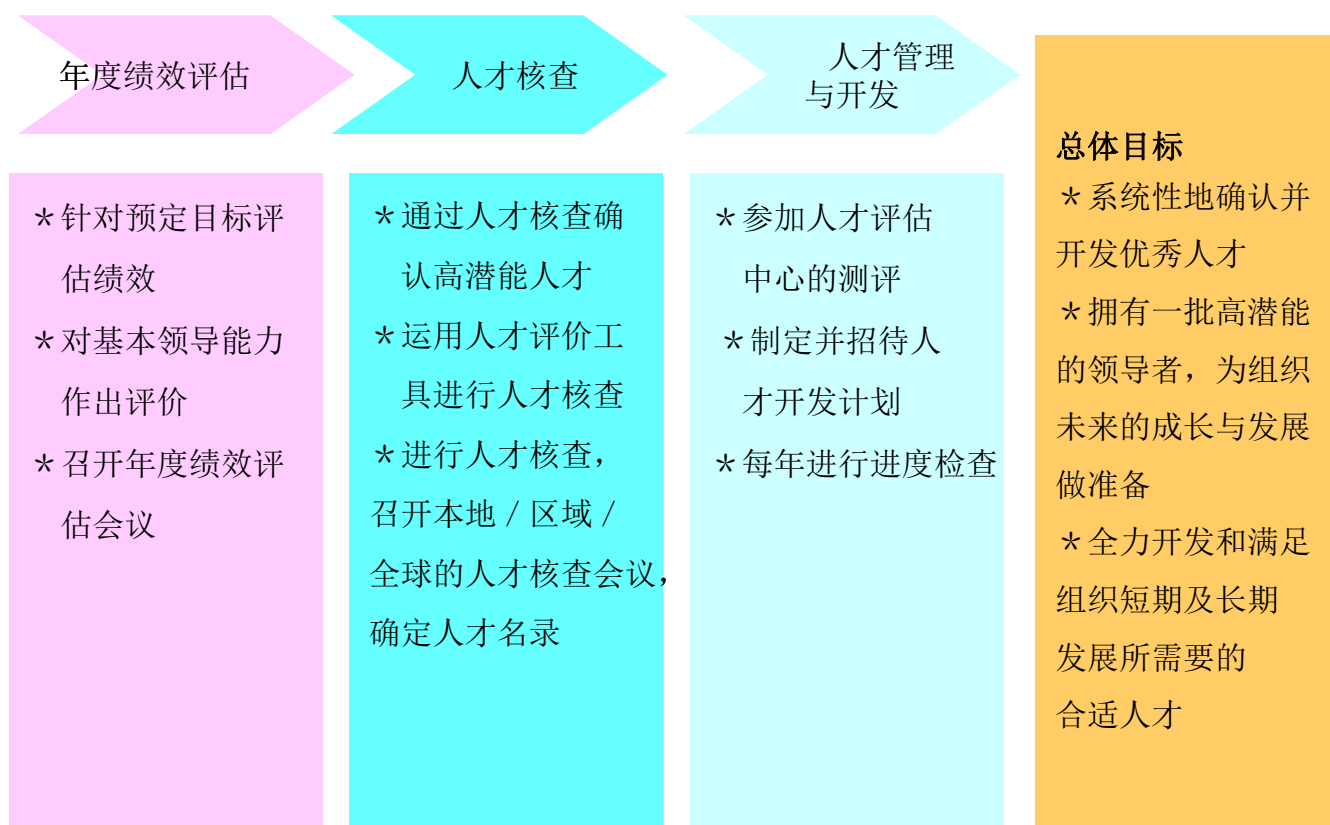 年度绩效评估
人才核查
人才管理
与开发
＊针对预定目标评
估绩效
＊对基本领导能力
作出评价
＊召开年度绩效评
估会议
＊通过人才核查确
认高潜能人才
＊运用人才评价工
具进行人才核查
＊进行人才核查，
召开本地／区域／
全球的人才核查会议，
确定人才名录
＊参加人才评估
中心的测评
＊制定并招待人
才开发计划
＊每年进行进度检查
总体目标
＊系统性地确认并
开发优秀人才
＊拥有一批高潜能
的领导者，为组织
未来的成长与发展
做准备
＊全力开发和满足
组织短期及长期
发展所需要的
合适人才